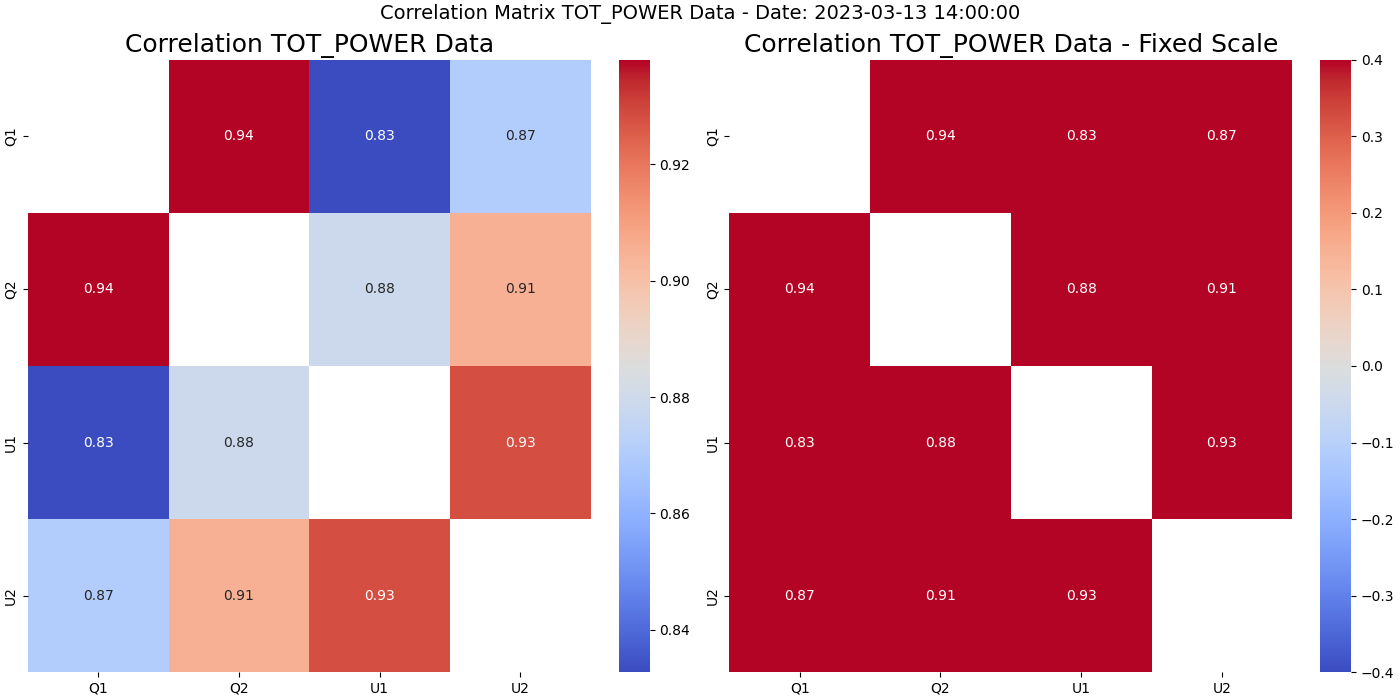 Correlation Matrix TOT_POWER Data - Date: 2023-03-13 14:00:00
Correlation TOT_POWER Data
Q1 0.94 0.83 0.87
Q2 0.94 0.88 0.91
U1 0.83 0.88 0.93
U2 0.87 0.91 0.93
Q1 Q2 U1 U2
0.92
0.90
0.88
0.86
0.84
Correlation TOT_POWER Data - Fixed Scale
Q1 0.94 0.83 0.87
Q2 0.94 0.88 0.91
U1 0.83 0.88 0.93
U2 0.87 0.91 0.93
Q1 Q2 U1 U2
0.4
0.3
0.2
0.1
0.0
−0.1
−0.2
−0.3
−0.4